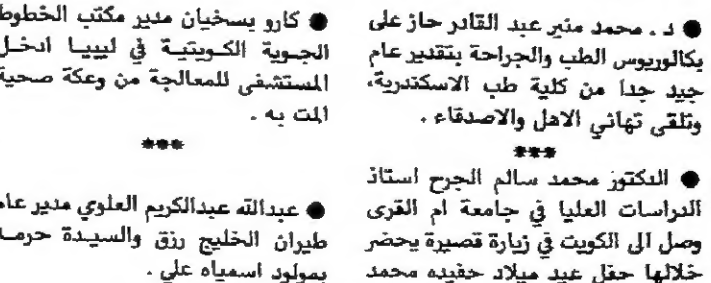 ● د . محمد منير عبد القادر حاز على
بكالوريوس الطب والجراحة بتقدير عام
جيد جدا من كلية طب الاسكندرية،
وتلقى تهاني الاهل والاصدقاء .
***
● الدكتور محمد سالم الجرح استاذ
الدراسات العليا في جامعة ام القرى
وصل الى الكويت في زيارة قصيرة يحضر
خلالها حفل عيد ميلاد حفيده محمد
● كارو يسخيان مدير مكتب الخطوط
الجوية الكويتية في ليبيا ادخل
المستشفى للمعالجة من وعكة صحية
المت به .
***
● عبدالله عبدالكريم العلوي مدير عام
طيران الخليج رزق والسيدة حرمه
بمولود اسمياه علي .